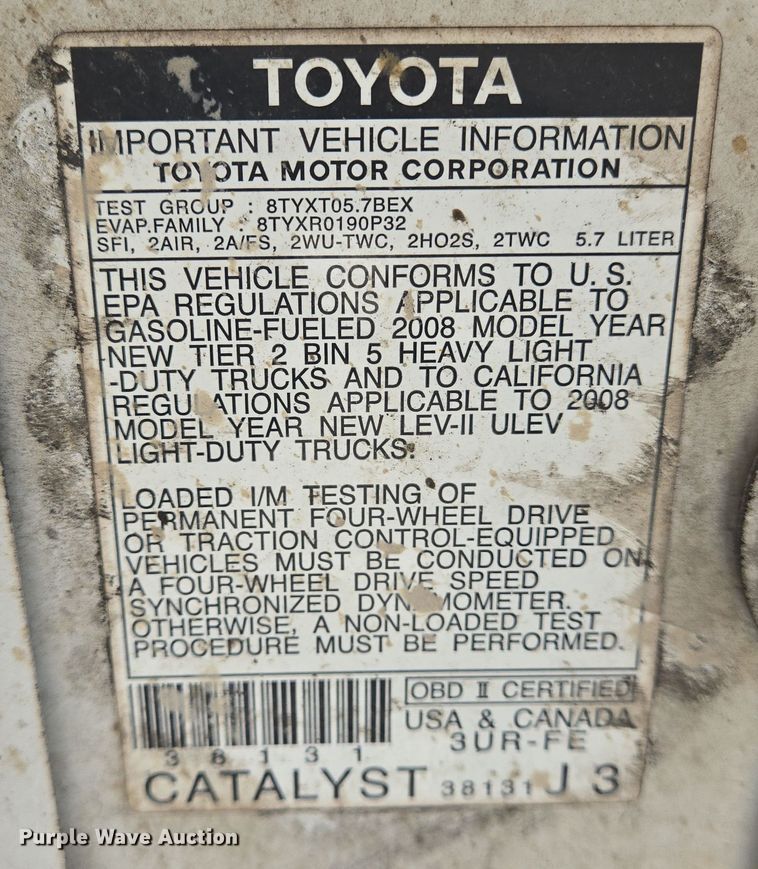 TOYOTA
IMPORTANT VEHICLE INFORMATION
TOYOTA MOTOR CORPORATION
TEST GROUP : 8TYXT05.7BEX
EVAP.FAMILY : 8TYXR0190P32
SFI, 2AIR, 2A/FS, 2WU-TWC, 2HO2S, 2TWC 5.7 LITER
THIS VEHICLE CONFORMS TO U.S.
EPA REGULATIONS APPLICABLE TO
GASOLINE-FUELED 2008 MODEL YEAR
NEW TIER 2 BIN 5 HEAVY LIGHT
-DUTY TRUCKS AND TO CALIFORNIA
REGULATIONS APPLICABLE TO 2008
MODEL YEAR NEW LEV-II ULEV
LIGHT-DUTY TRUCKS.
LOADED I/M TESTING OF
PERMANENT FOUR-WHEEL DRIVE
OR TRACTION CONTROL-EQUIPPED
VEHICLES MUST BE CONDUCTED ON
A FOUR-WHEEL DRIVE SPEED
SYNCHRONIZED DYNAMOMETER.
OTHERWISE, A NON-LOADED TEST
PROCEDURE MUST BE PERFORMED.
OBD II CERTIFIED
USA & CANADA
3UR-FE
38131
CATALYST 38131 J 3
Purple Wave Auction